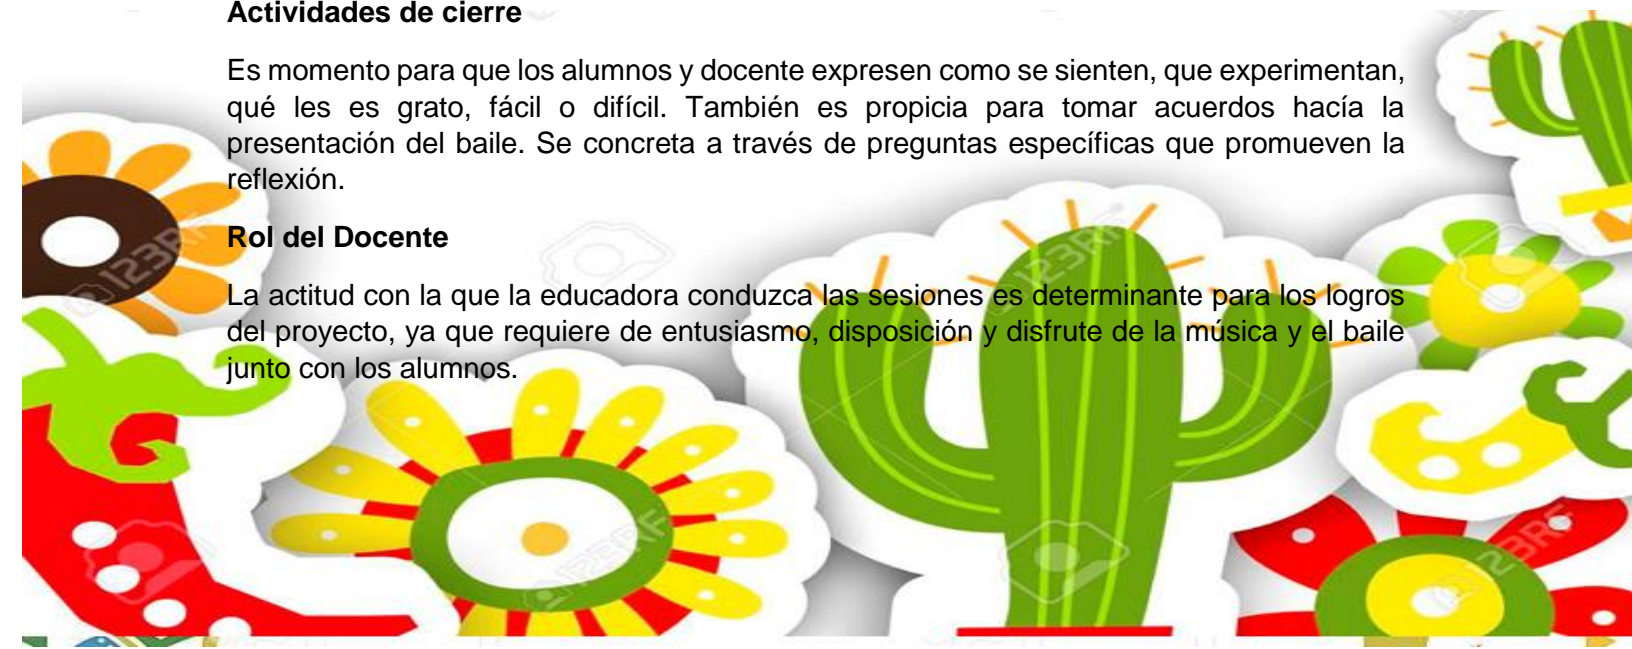 Actividades de cierre
Es momento para que los alumnos y docente expresen como se sienten, que experimentan,
qué les es grato, fácil o difícil. También es propicia para tomar acuerdos hacía la
presentación del baile. Se concreta a través de preguntas específicas que promueven la
reflexión.
Rol del Docente
La actitud con la que la educadora conduzca las sesiones es determinante para los logros
del proyecto, ya que requiere de entusiasmo, disposición y disfrute de la música y el baile
junto con los alumnos.
123RF
123RF
123RF
123RF